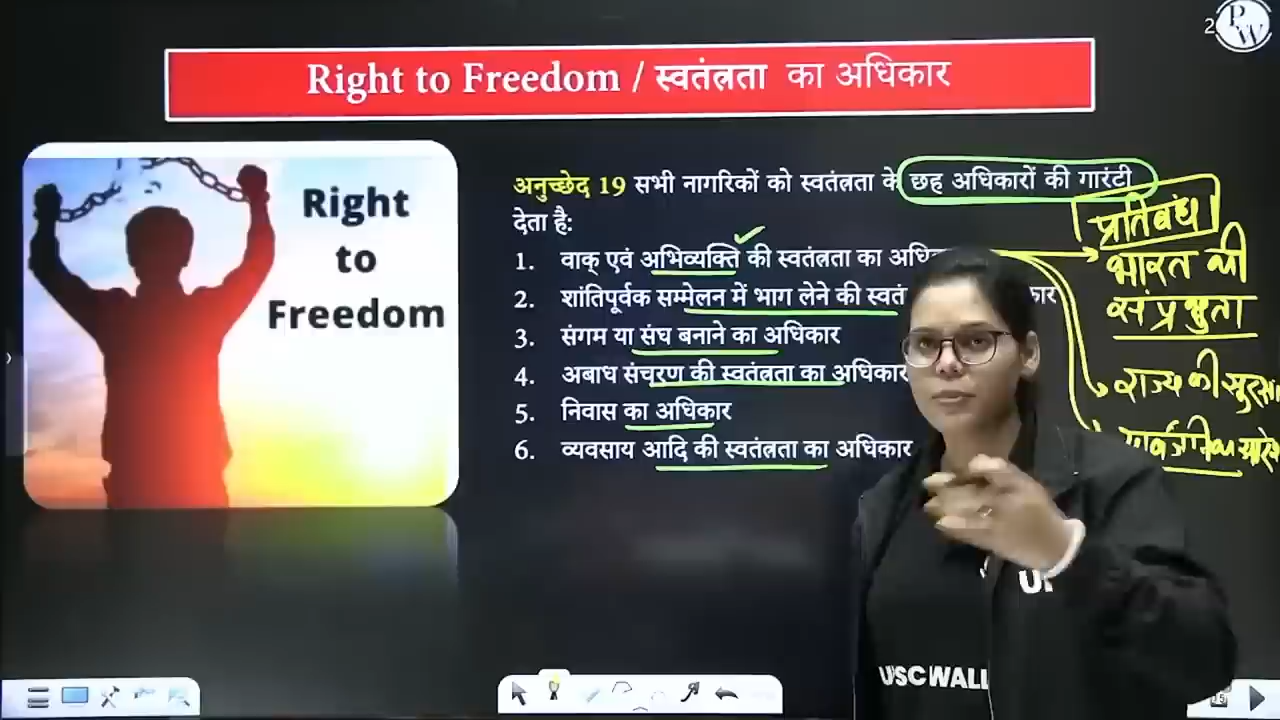 PW
Right to Freedom / स्वतंत्रता का अधिकार
Right
to
Freedom
अनुच्छेद 19 सभी नागरिकों को स्वतंत्रता के छह अधिकारों की गारंटी
देता है:
1. वाक् एवं अभिव्यक्ति की स्वतंत्रता का
2. शांतिपूर्वक सम्मेलन में भाग लेने की
3. संगम या संघ बनाने का अधिकार
4. अबाध संचरण की स्वतंत्रता का अधिकार
5. निवास का अधिकार
6. व्यवसाय आदि की स्वतंत्रता का अधिकार
प्रतिबंध
भारत की
संप्रभुता
राज्य की
WALL